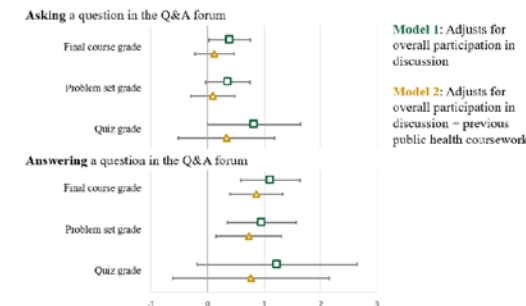 Asking a question in the Q&A forum
Final course grade
Problem set grade
Quiz grade
Model 1: Adjusts for
overall participation in
discussion
Model 2: Adjusts for
overall participation in
discussion + previous
public health coursework
Answering a question in the Q&A forum
Final course grade
Problem set grade
Quiz grade
-1 0 1 2 3